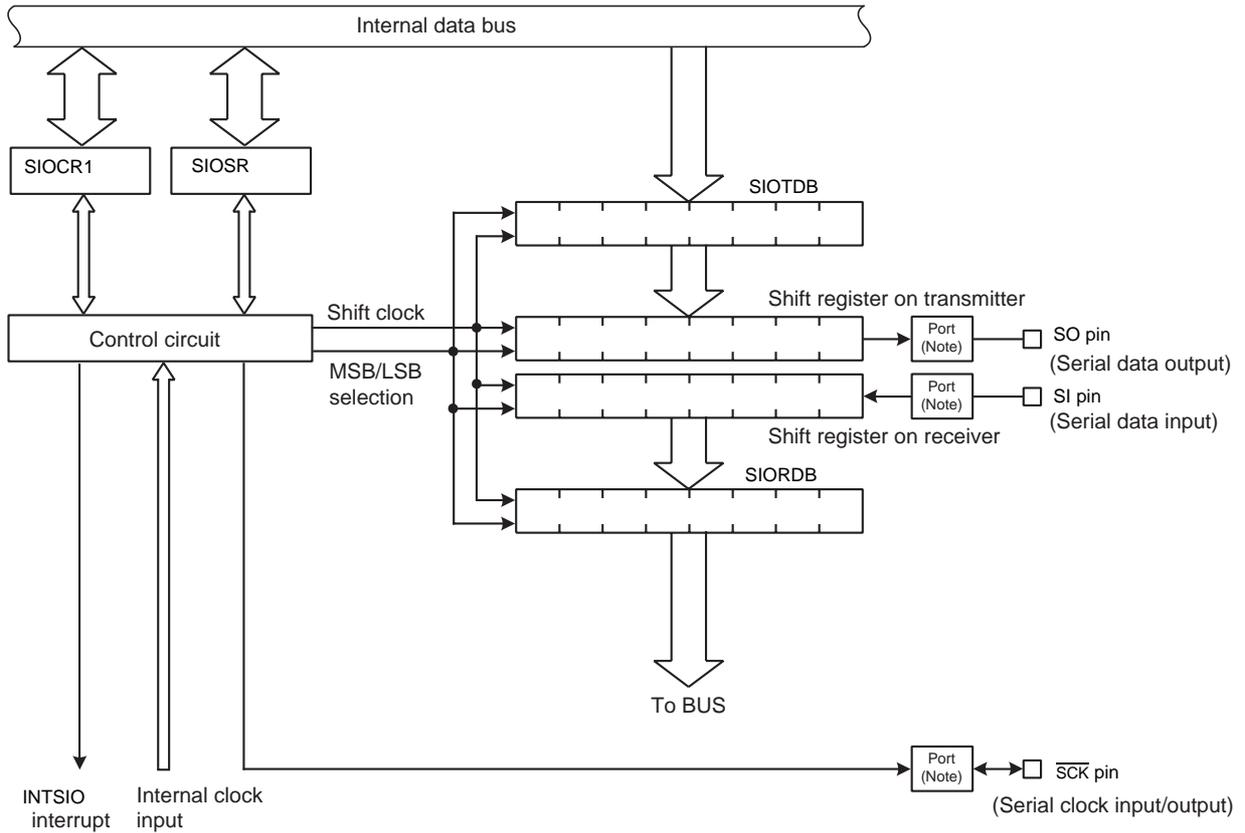 Internal data bus
SIOCR1
SIOSR
SIOTDB
Shift register on transmitter
Shift clock
Control circuit
MSB/LSB
selection
Port
(Note)
SO pin
(Serial data output)
Port
(Note)
SI pin
(Serial data input)
Shift register on receiver
SIORDB
To BUS
Port
(Note)
SCK pin
(Serial clock input/output)
INTSIO
interrupt
Internal clock
input